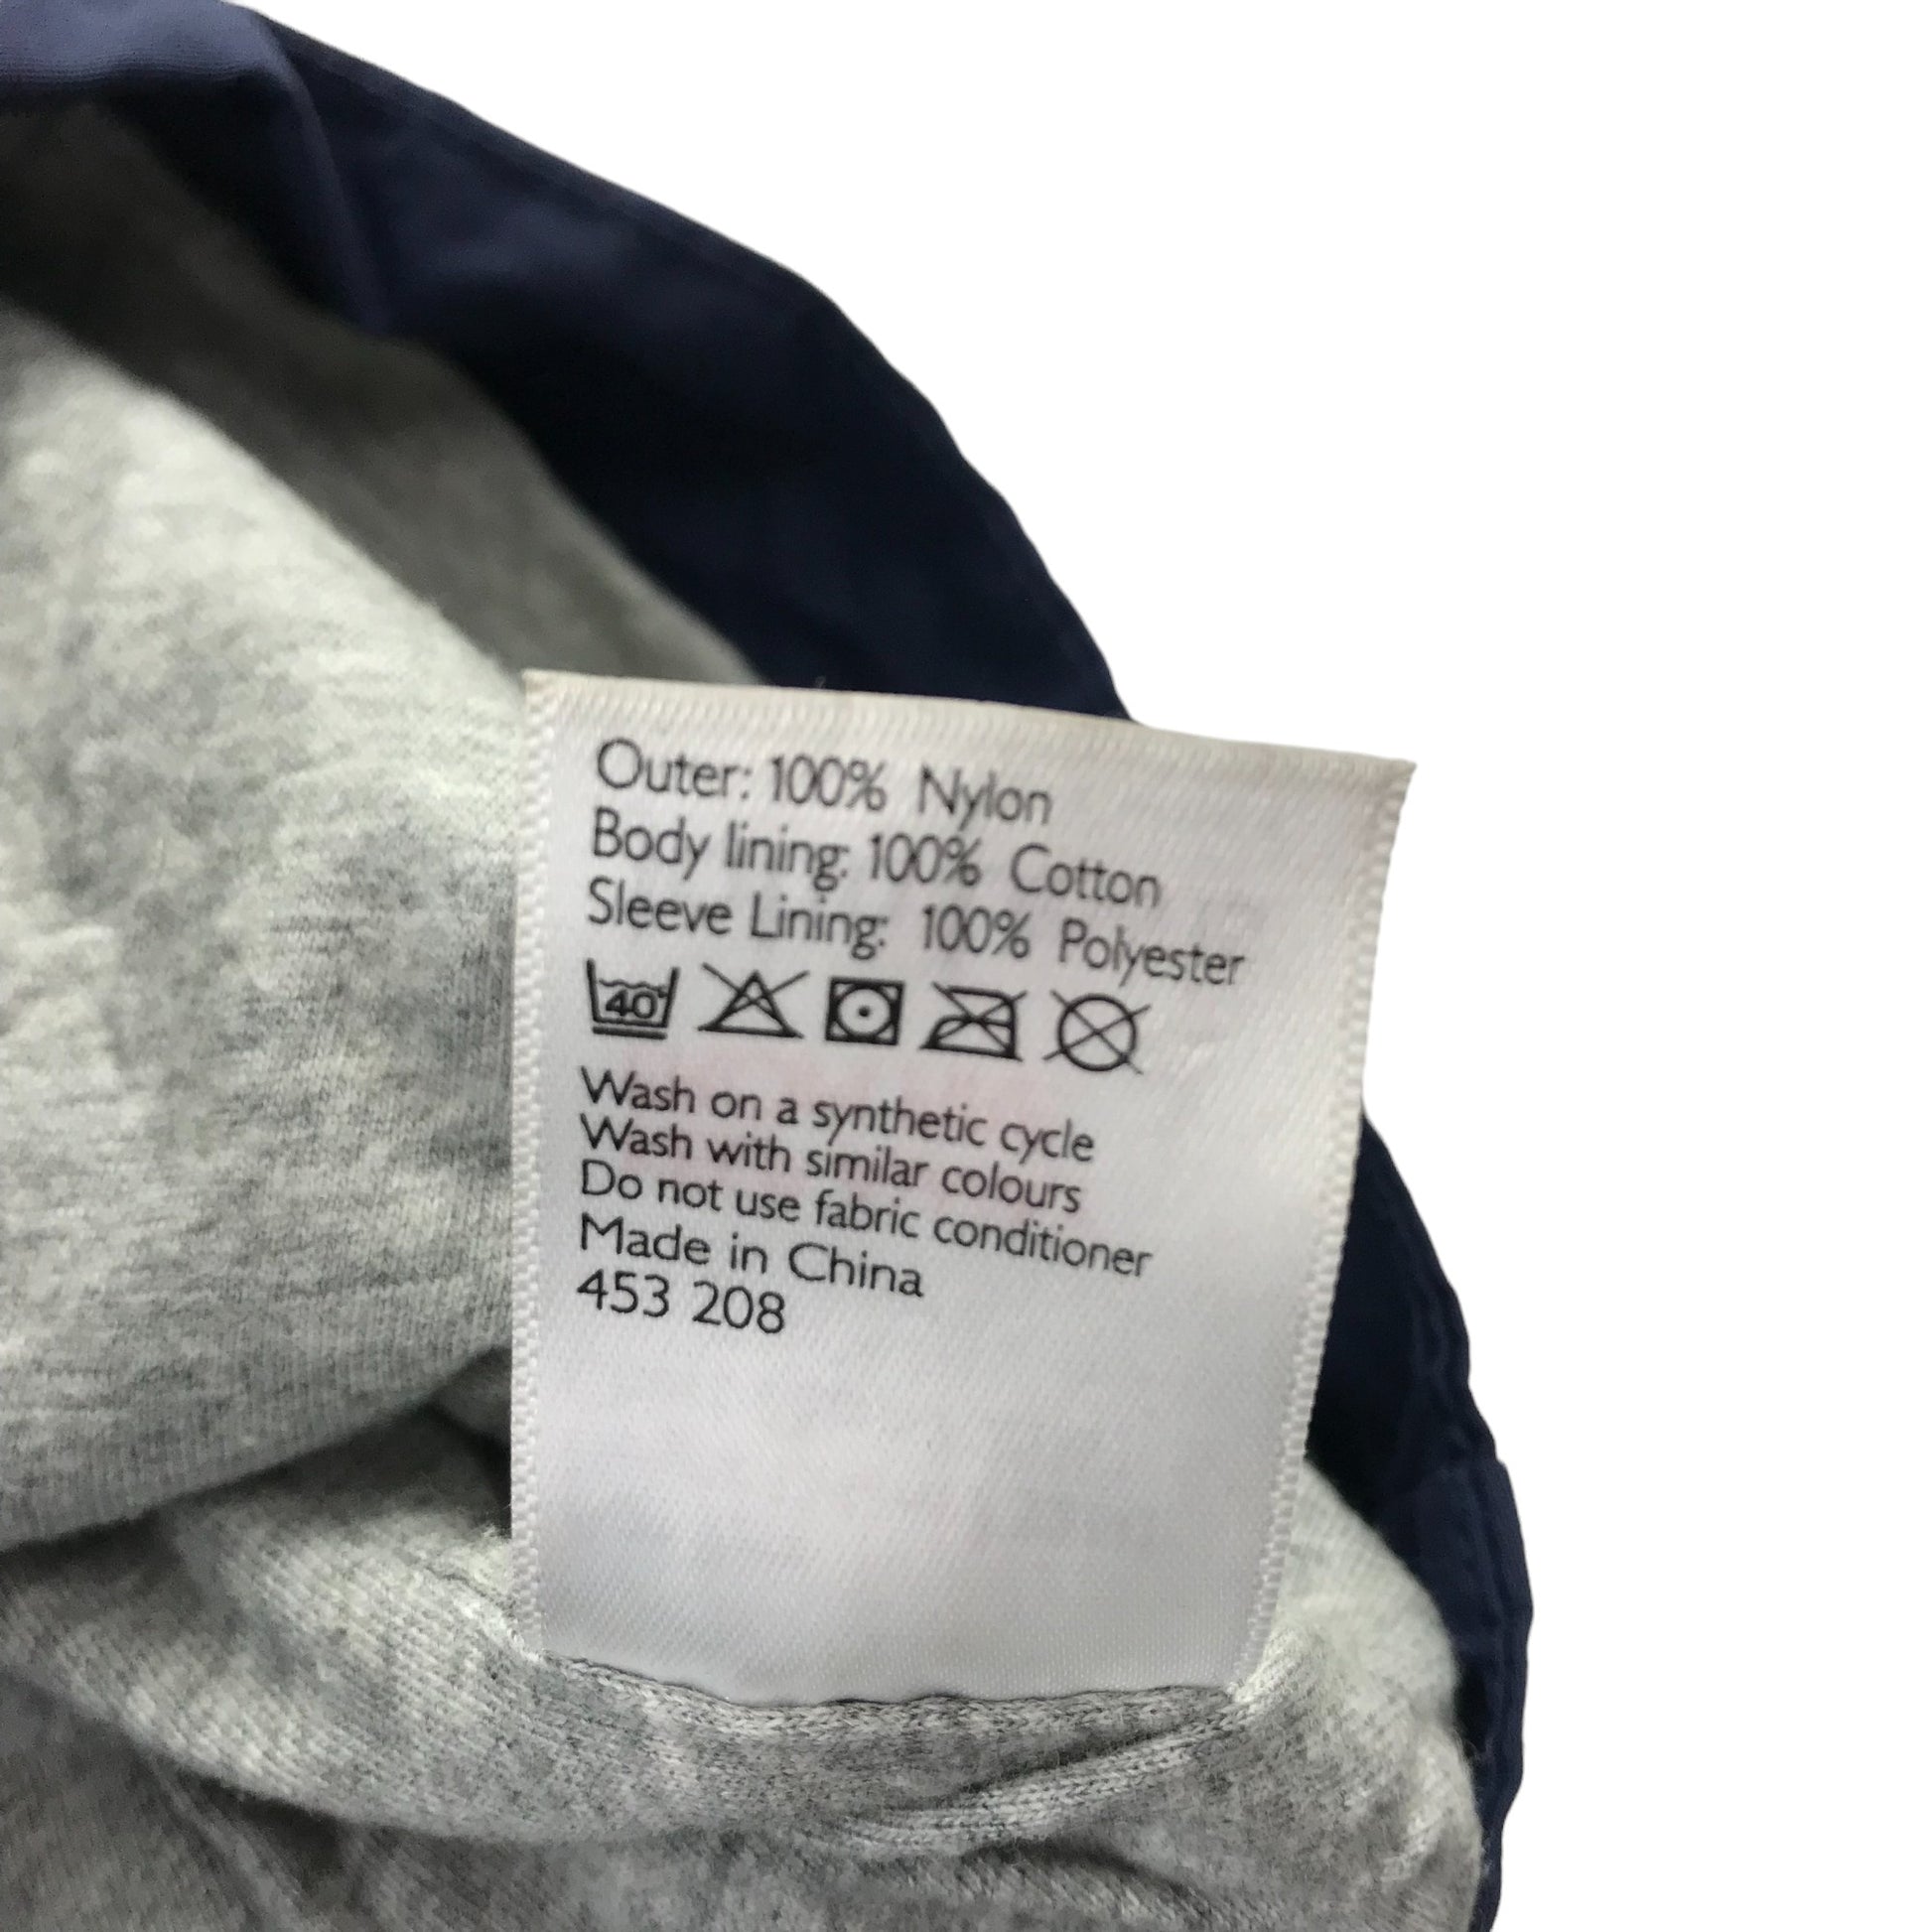 Outer: 100% Nylon
Body lining: 100% Cotton
Sleeve Lining: 100% Polyester
40
Wash on a synthetic cycle
Wash with similar colours
Do not use fabric conditioner
Made in China
453 208